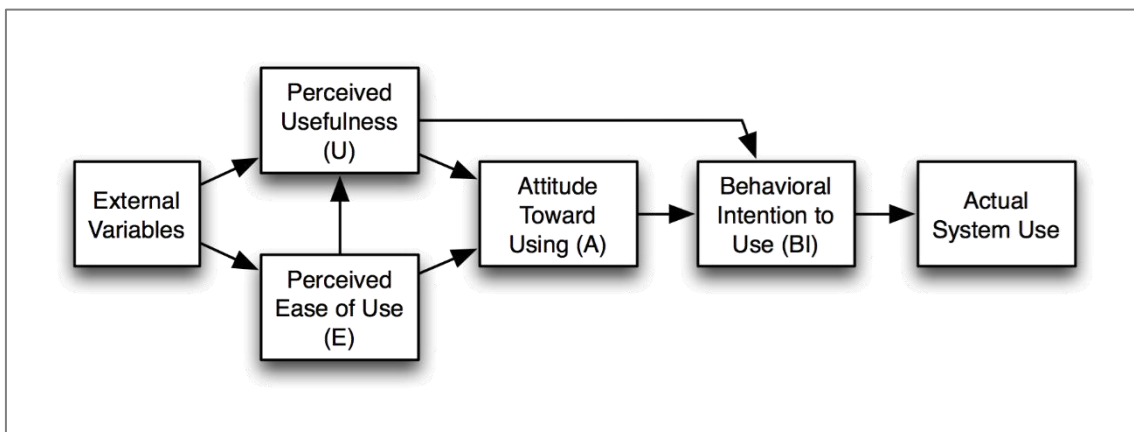 External
Variables
Perceived
Usefulness
(U)
Perceived
Ease of Use
(E)
Attitude
Toward
Using (A)
Behavioral
Intention to
Use (BI)
Actual
System Use